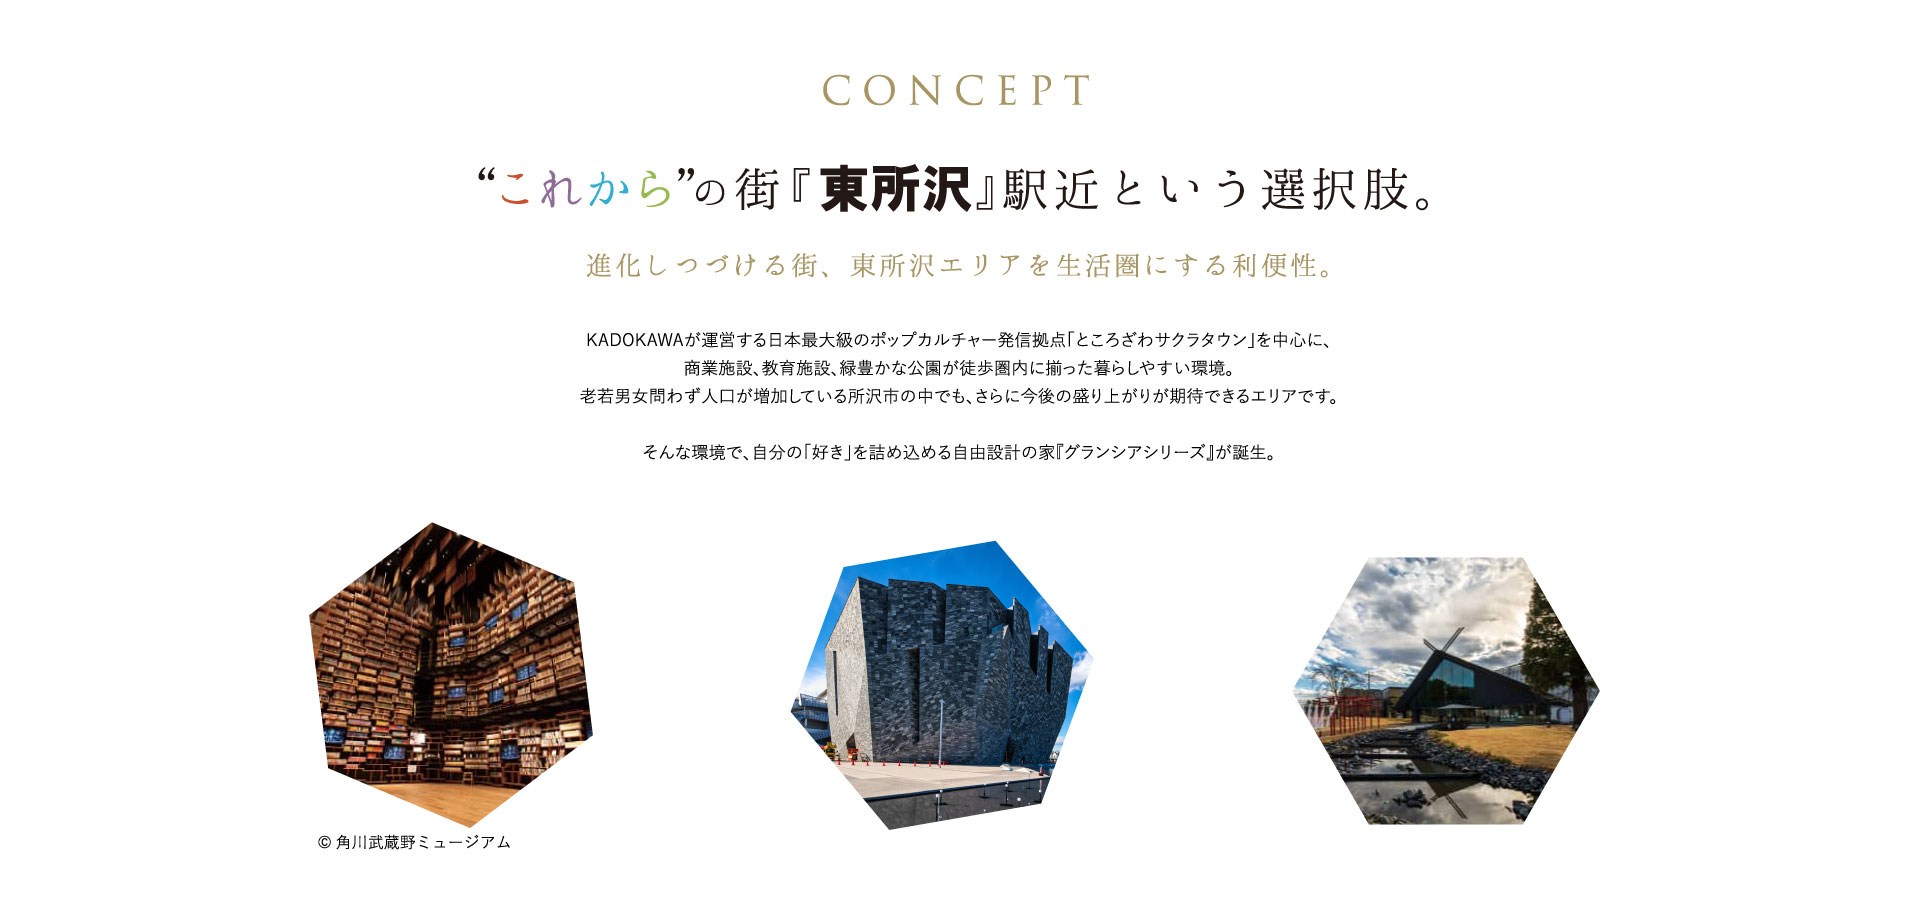 CONCEPT
“これから”の街『東所沢』駅近という選択肢。
進化しつづける街、東所沢エリアを生活圏にする利便性。
KADOKAWAが運営する日本最大級のポップカルチャー発信拠点「ところざわサクラタウン」を中心に、
商業施設、教育施設、緑豊かな公園が徒歩圏内に揃った暮らしやすい環境。
老若男女問わず人口が増加している所沢市の中でも、さらに今後の盛り上がりが期待できるエリアです。
そんな環境で、自分の「好き」を詰め込める自由設計の家『グランシアシリーズ』が誕生。
© 角川武蔵野ミュージアム